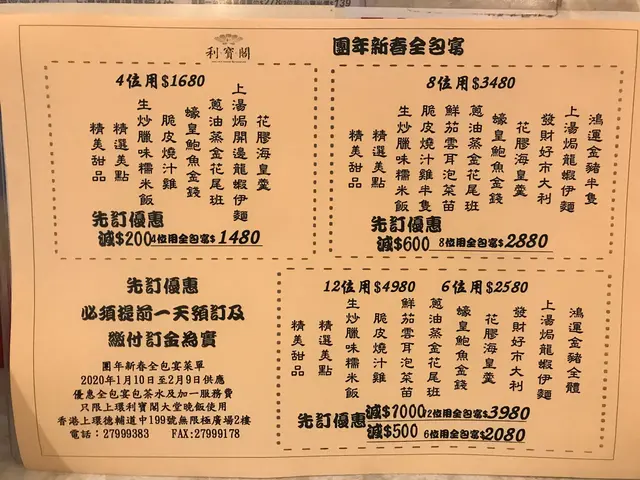 利寶閣
團年新春全包宴
4位用$1680
花膠海皇羹
上湯焗開邊龍蝦伊麵
蔥油蒸金花尾班
蠔皇鮑魚金錢
脆皮燒汁雞
生炒臘味糯米飯
精選美點
精美甜品
先訂優惠
減$200 4位用全包宴$1480
8位用$3480
鴻運金豬半隻
上湯焗龍蝦伊麵
發財好市大利
花膠海皇羹
蠔皇鮑魚金錢
蔥油蒸金花尾班
鮮茄雲耳泡菜苗
脆皮燒汁雞半隻
生炒臘味糯米飯
精選美點
精美甜品
先訂優惠
減$600 8位用全包宴$2880
先訂優惠
必須提前一天預訂及
繳付訂金為實
團年新春全包宴菜單
2020年1月10日至2月9日供應
優惠全包宴包茶水及加一服務費
只限上環利寶閣大堂晚飯使用
香港上環德輔道中199號無限極廣場2樓
電話：27999383 FAX:27999178
12位用$4980 6位用$2580
鴻運金豬全體
上湯焗龍蝦伊麵
發財好市大利
花膠海皇羹
蠔皇鮑魚金錢
蔥油蒸金花尾班
鮮茄雲耳泡菜苗
脆皮燒汁雞
生炒臘味糯米飯
精選美點
精美甜品
先訂優惠
減$1000 12位用全包宴$3980
減$500 6位用全包宴$2080